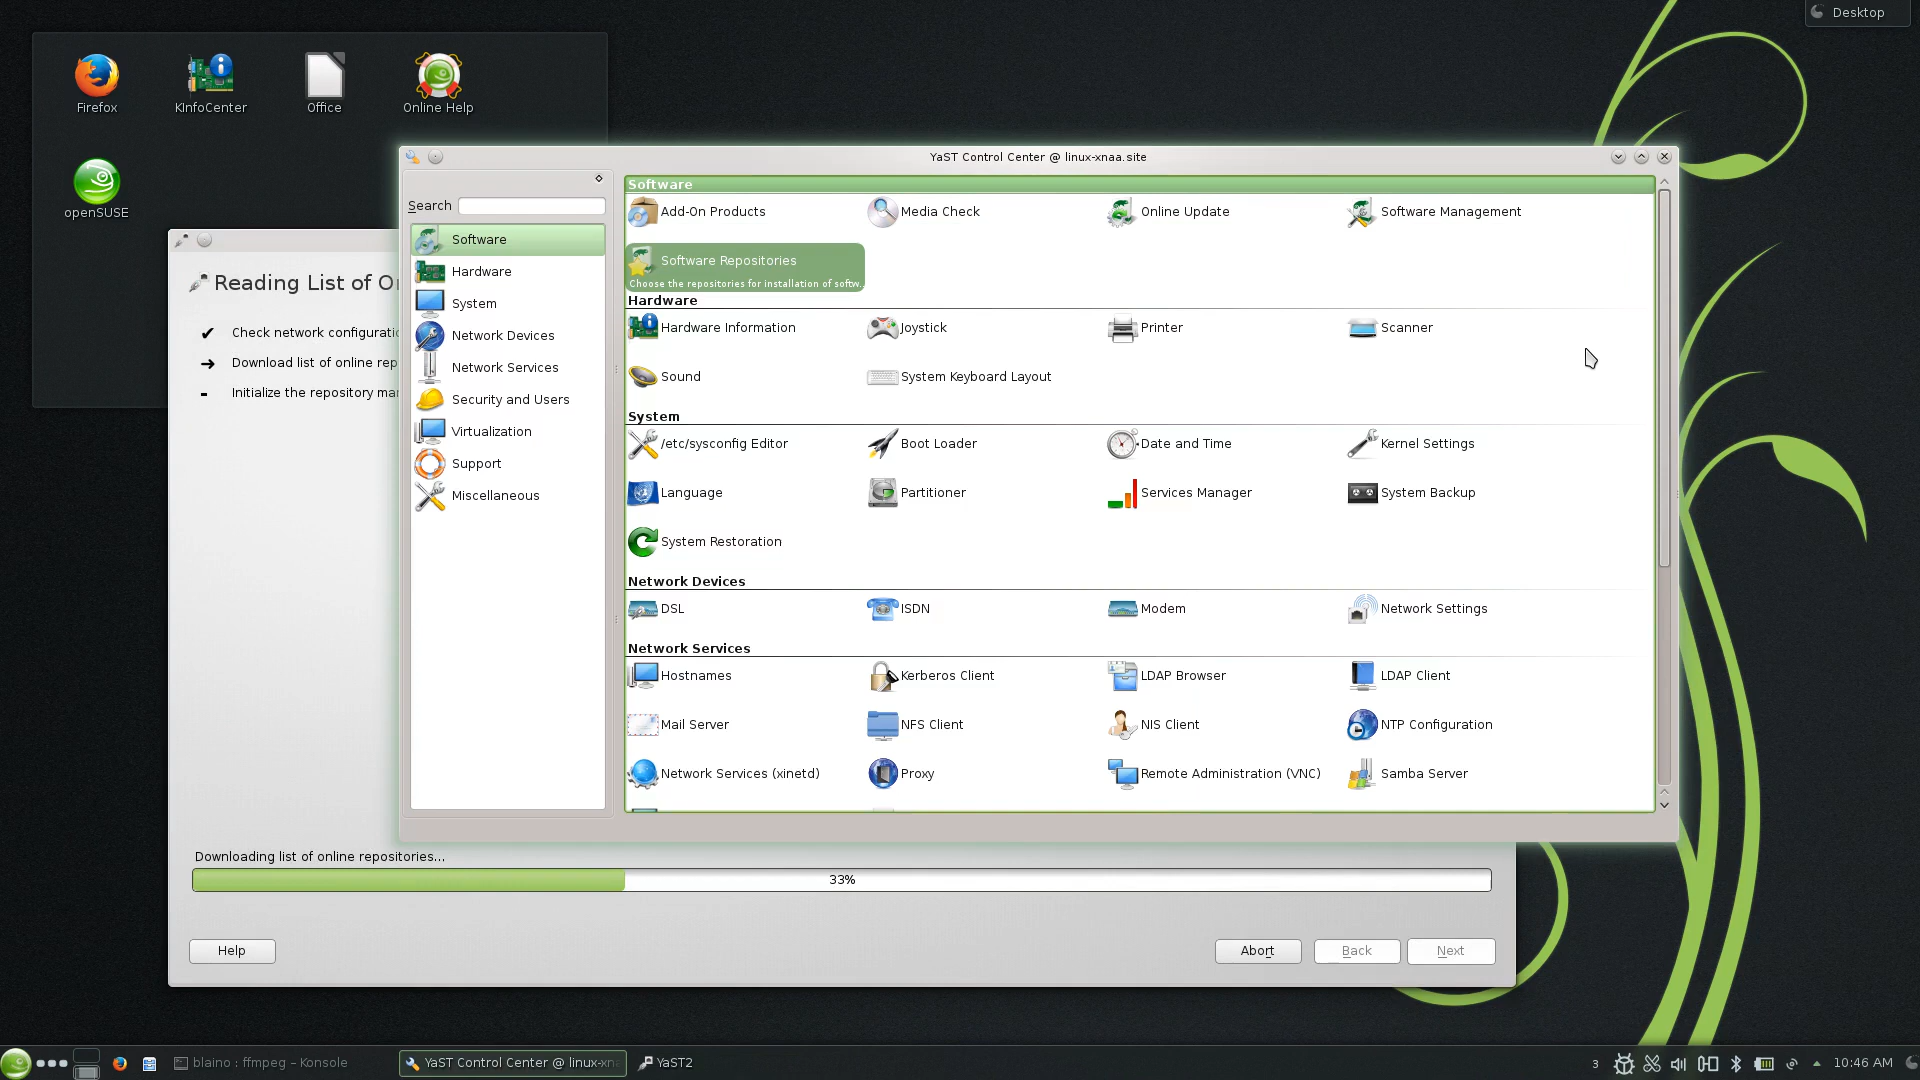 Desktop
Firefox
KInfoCenter
Office
Online Help
openSUSE
YaST Control Center @ linux-xnaa.site
Search
Software
Hardware
System
Network Devices
Network Services
Security and Users
Virtualization
Support
Miscellaneous
Software
Add-On Products
Media Check
Online Update
Software Management
Software Repositories
Choose the repositories for installation of softw..
Hardware
Hardware Information
Joystick
Printer
Scanner
Sound
System Keyboard Layout
System
/etc/sysconfig Editor
Boot Loader
Date and Time
Kernel Settings
Language
Partitioner
Services Manager
System Backup
System Restoration
Network Devices
DSL
ISDN
Modem
Network Settings
Network Services
Hostnames
Kerberos Client
LDAP Browser
LDAP Client
Mail Server
NFS Client
NIS Client
NTP Configuration
Network Services (xinetd)
Proxy
Remote Administration (VNC)
Samba Server
Reading List of
Check network configuratio
Download list of online rep
Initialize the repository ma
Downloading list of online repositories...
33%
Help
Abort
Back
Next
blaino : ffmpeg – Konsole
YaST Control Center @ linux-xn
YaST2
3
10:46 AM